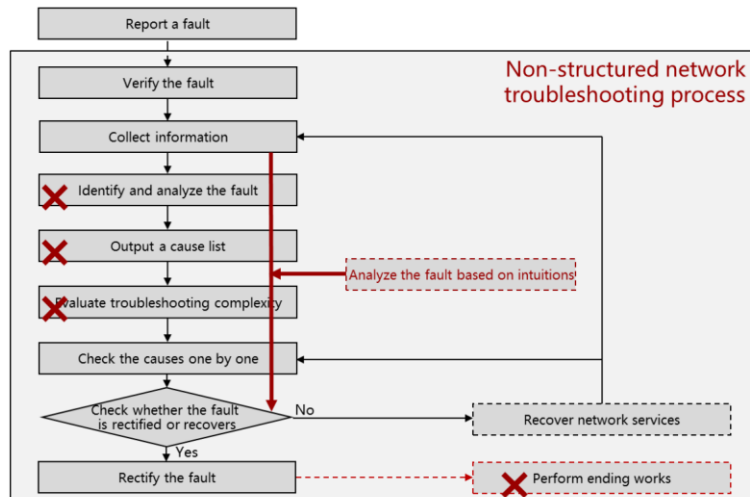 Report a fault
Non-structured network
troubleshooting process
Verify the fault
Collect information
Identify and analyze the fault
Output a cause list
Analyze the fault based on intuitions
Evaluate troubleshooting complexity
Check the causes one by one
Check whether the fault
is rectified or recovers
No
Recover network services
Yes
Rectify the fault
Perform ending works